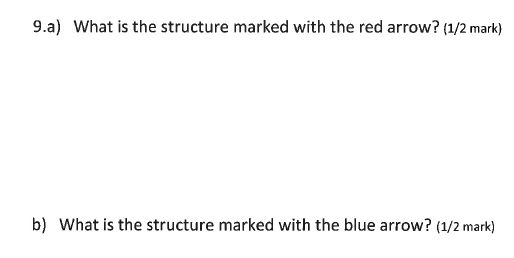 9.a) What is the structure marked with the red arrow? (1/2 mark)
b) What is the structure marked with the blue arrow? (1/2 mark)